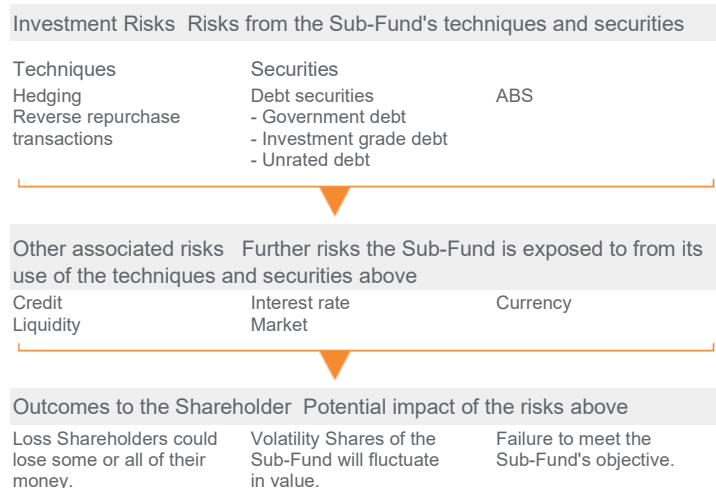 Investment Risks  Risks from the Sub-Fund's techniques and securities
Techniques
Hedging
Reverse repurchase
transactions
Securities
Debt securities
- Government debt
- Investment grade debt
- Unrated debt
ABS
Other associated risks   Further risks the Sub-Fund is exposed to from its
use of the techniques and securities above
Credit
Liquidity
Interest rate
Market
Currency
Outcomes to the Shareholder  Potential impact of the risks above
Loss Shareholders could
lose some or all of their
money.
Volatility Shares of the
Sub-Fund will fluctuate
in value.
Failure to meet the
Sub-Fund's objective.